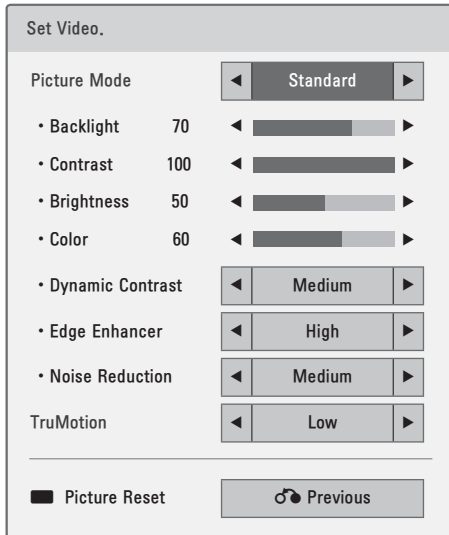 Set Video.
Picture Mode Standard
• Backlight 70
• Contrast 100
• Brightness 50
• Color 60
• Dynamic Contrast Medium
• Edge Enhancer High
• Noise Reduction Medium
TruMotion Low
Picture Reset Previous